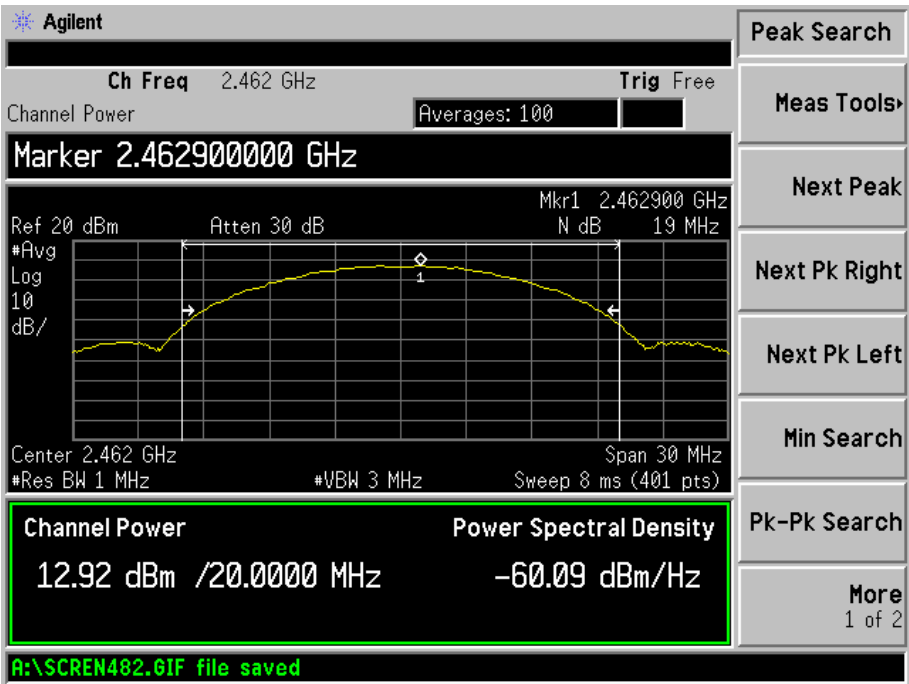 Agilent
Peak Search
Ch Freq 2.462 GHz Trig Free
Channel Power Averages: 100
Meas Tools
Marker 2.462900000 GHz
Next Peak
Mkr1 2.462900 GHz
Ref 20 dBm Atten 30 dB N dB 19 MHz
#Avg
Log
10
dB/
1
Next Pk Right
Next Pk Left
Min Search
Center 2.462 GHz Span 30 MHz
#Res BW 1 MHz #VBW 3 MHz Sweep 8 ms (401 pts)
Channel Power Power Spectral Density
Pk-Pk Search
12.92 dBm /20.0000 MHz -60.09 dBm/Hz
More
1 of 2
A:\SCREN482.GIF file saved